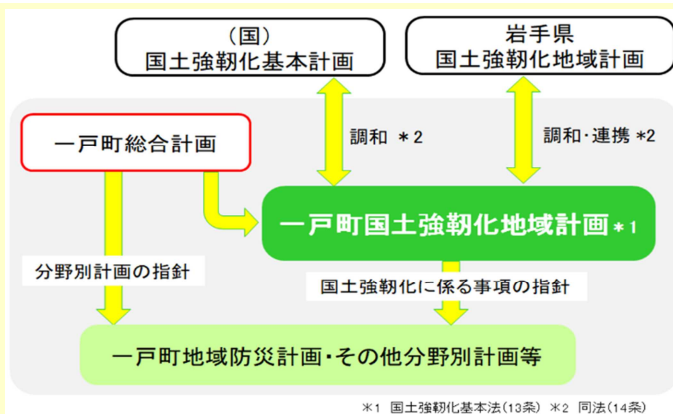 （国）
国土強靭化基本計画
岩手県
国土強靭化地域計画
調和 ＊2
調和・連携 ＊2
一戸町総合計画
一戸町国土強靭化地域計画＊1
分野別計画の指針
国土強靭化に係る事項の指針
一戸町地域防災計画・その他分野別計画等
＊1 国土強靭化基本法(13条) ＊2 同法(14条)